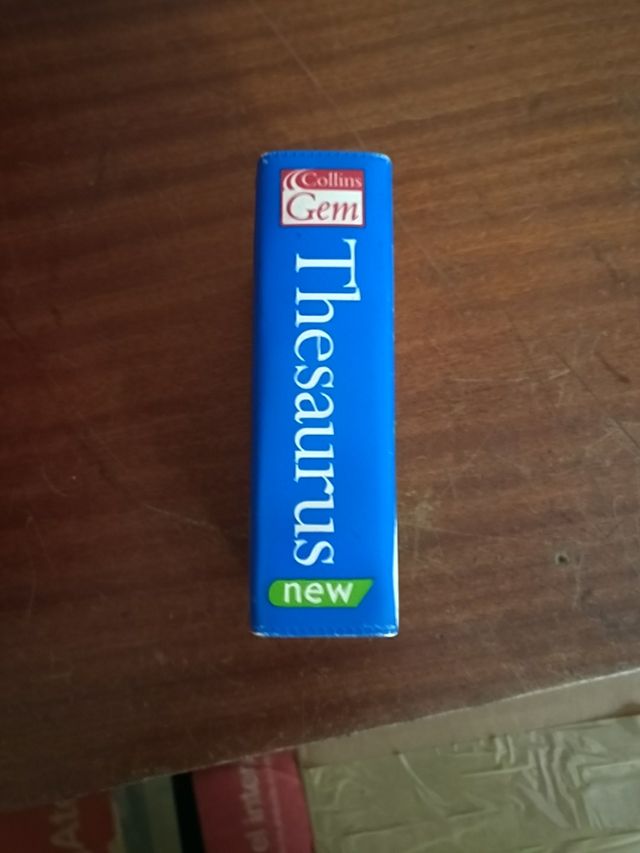 Collins
Gem
Thesaurus
new